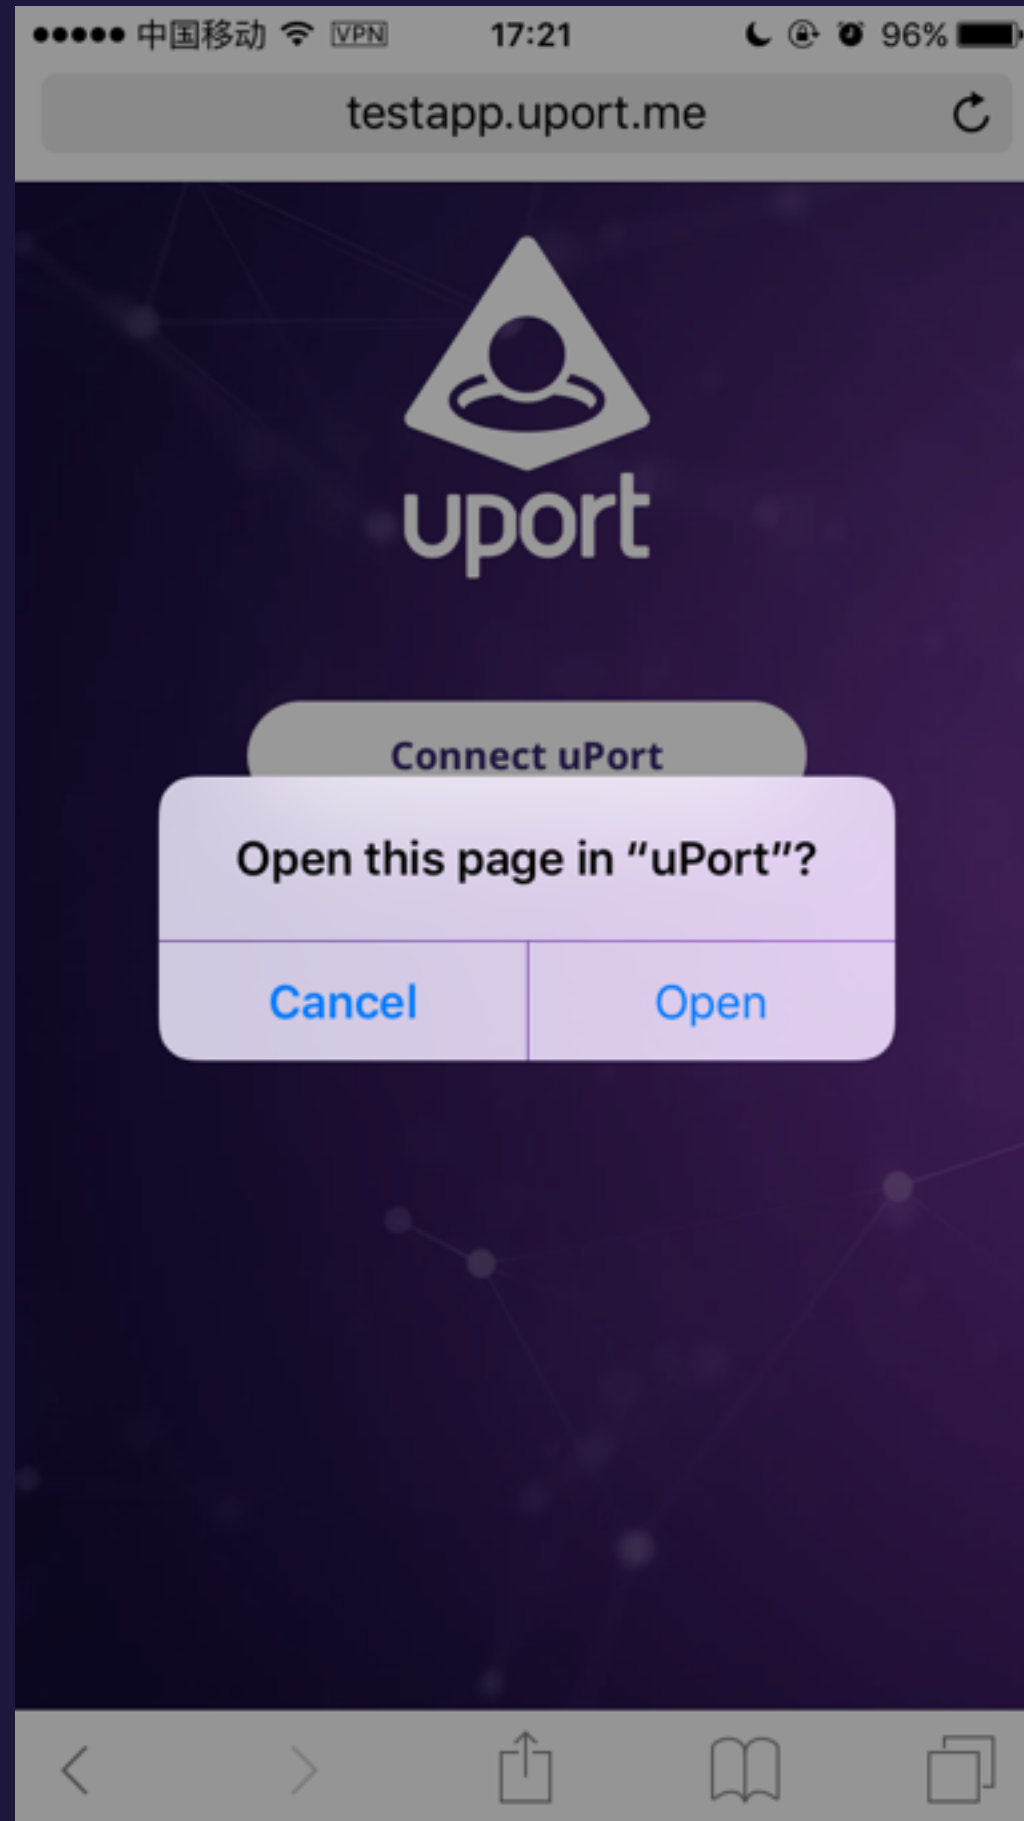 中国移动 VPN 17:21 96%
testapp.uport.me
uport
Connect uPort
Open this page in “uPort”?
Cancel Open